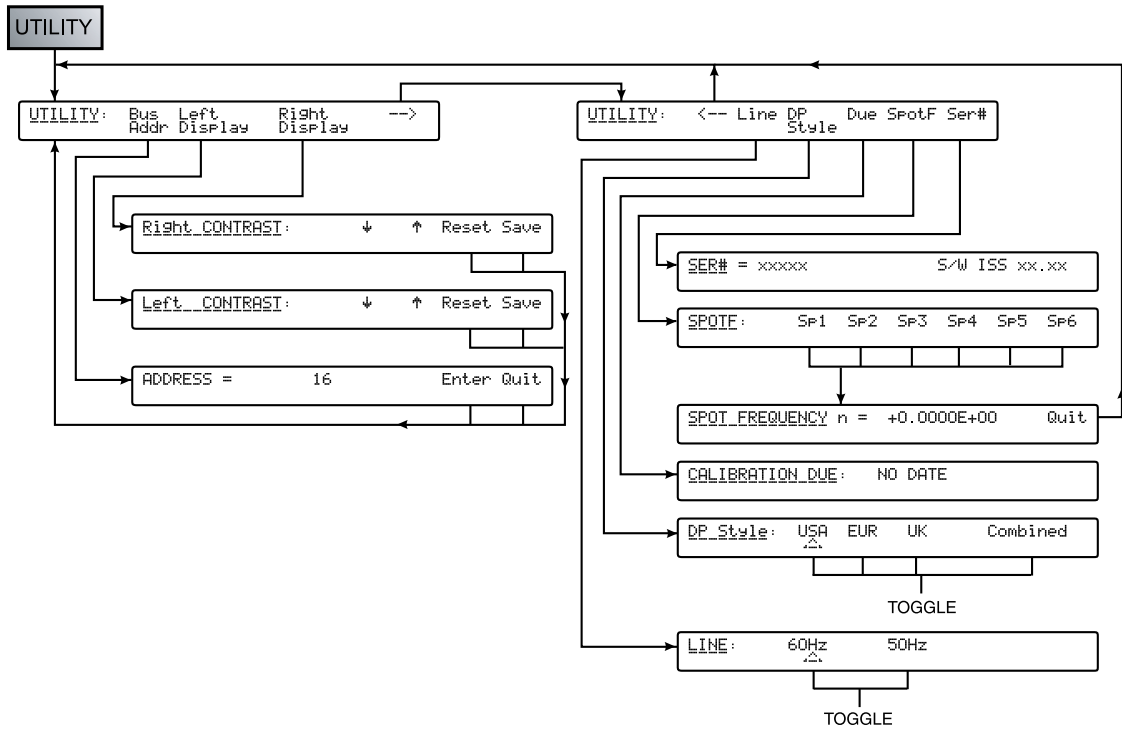 UTILITY
UTILITY: Bus Left Right -->
Addr Display Display
UTILITY: <-- Line DP Due SpotF Ser#
Style
Right CONTRAST: ↓ ↑ Reset Save
Left CONTRAST: ↓ ↑ Reset Save
ADDRESS = 16 Enter Quit
SER# = xxxxx S/W ISS xx.xx
SPOTF: Sp1 Sp2 Sp3 Sp4 Sp5 Sp6
SPOT FREQUENCY n = +0.0000E+00 Quit
CALIBRATION DUE: NO DATE
DP Style: USA EUR UK Combined
TOGGLE
LINE: 60Hz 50Hz
TOGGLE